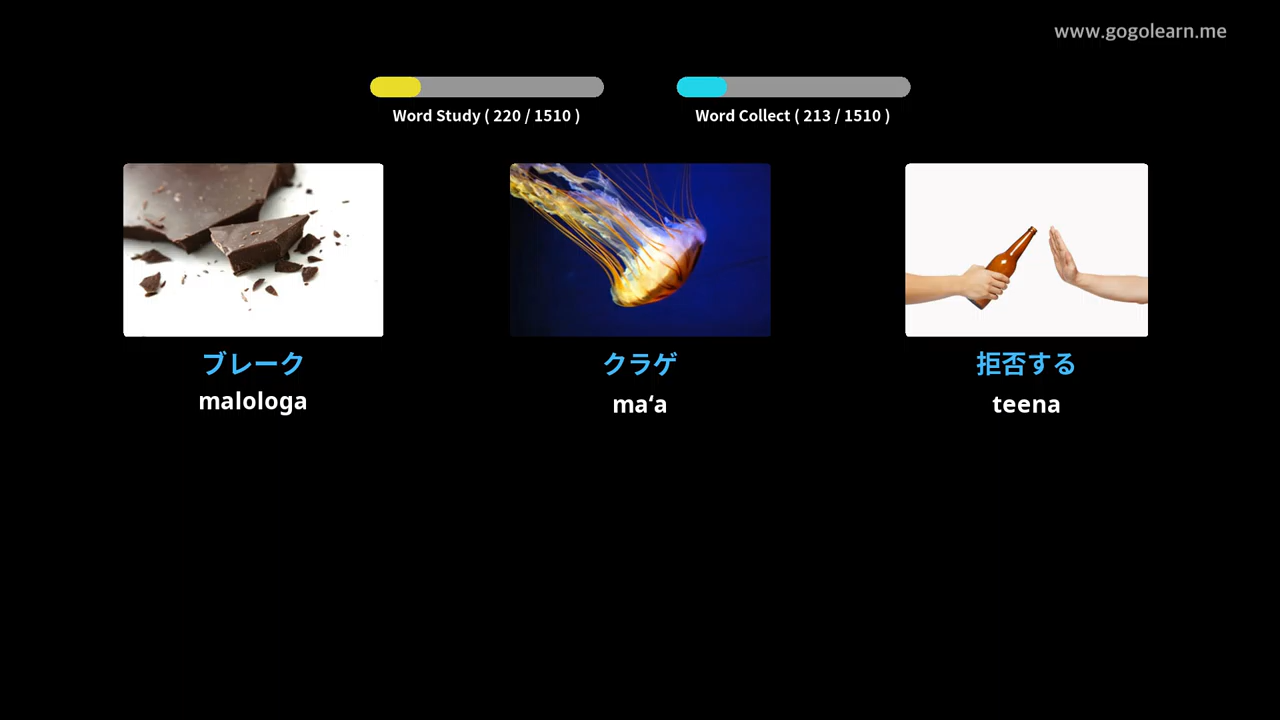 www.gogolearn.me
Word Study ( 220 / 1510 )
Word Collect ( 213 / 1510 )
ブレーク
クラゲ
拒否する
malologa
maʻa
teena